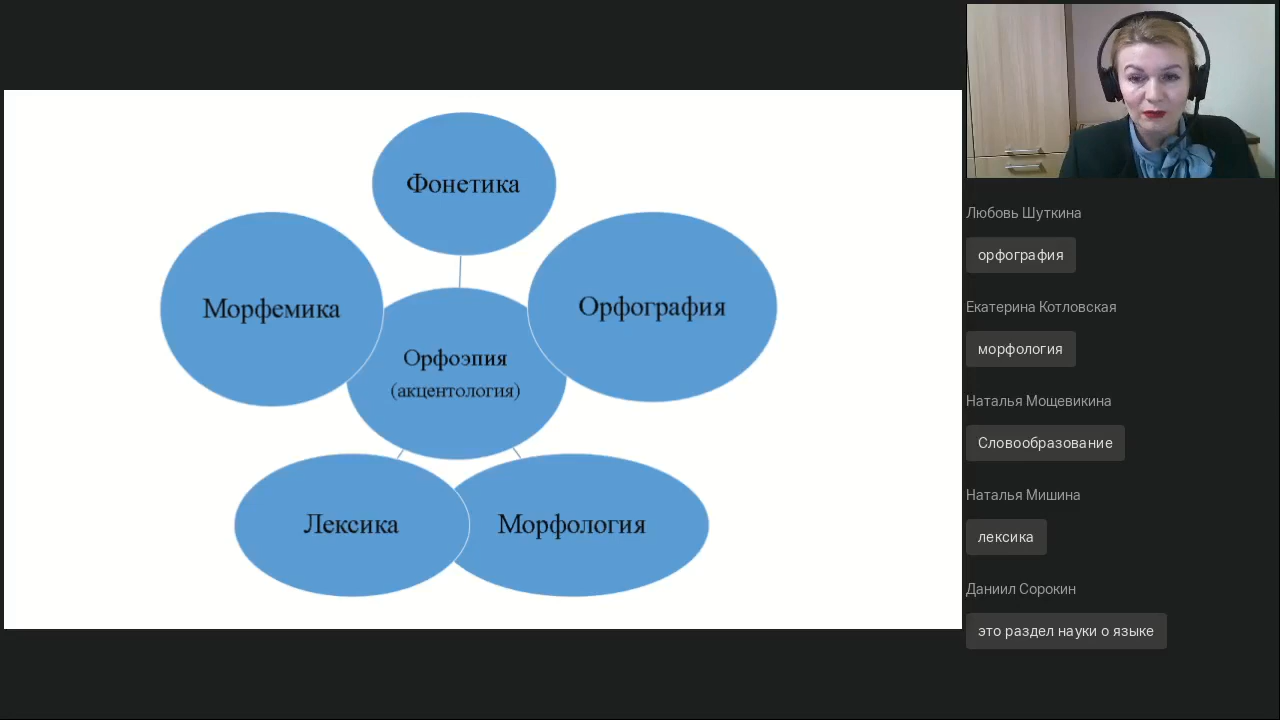 Фонетика
Морфемика
Орфография
Орфоэпия
(акцентология)
Лексика
Морфология
Любовь Шуткина
орфография
Екатерина Котловская
морфология
Наталья Мощевикина
Словообразование
Наталья Мишина
лексика
Даниил Сорокин
это раздел науки о языке